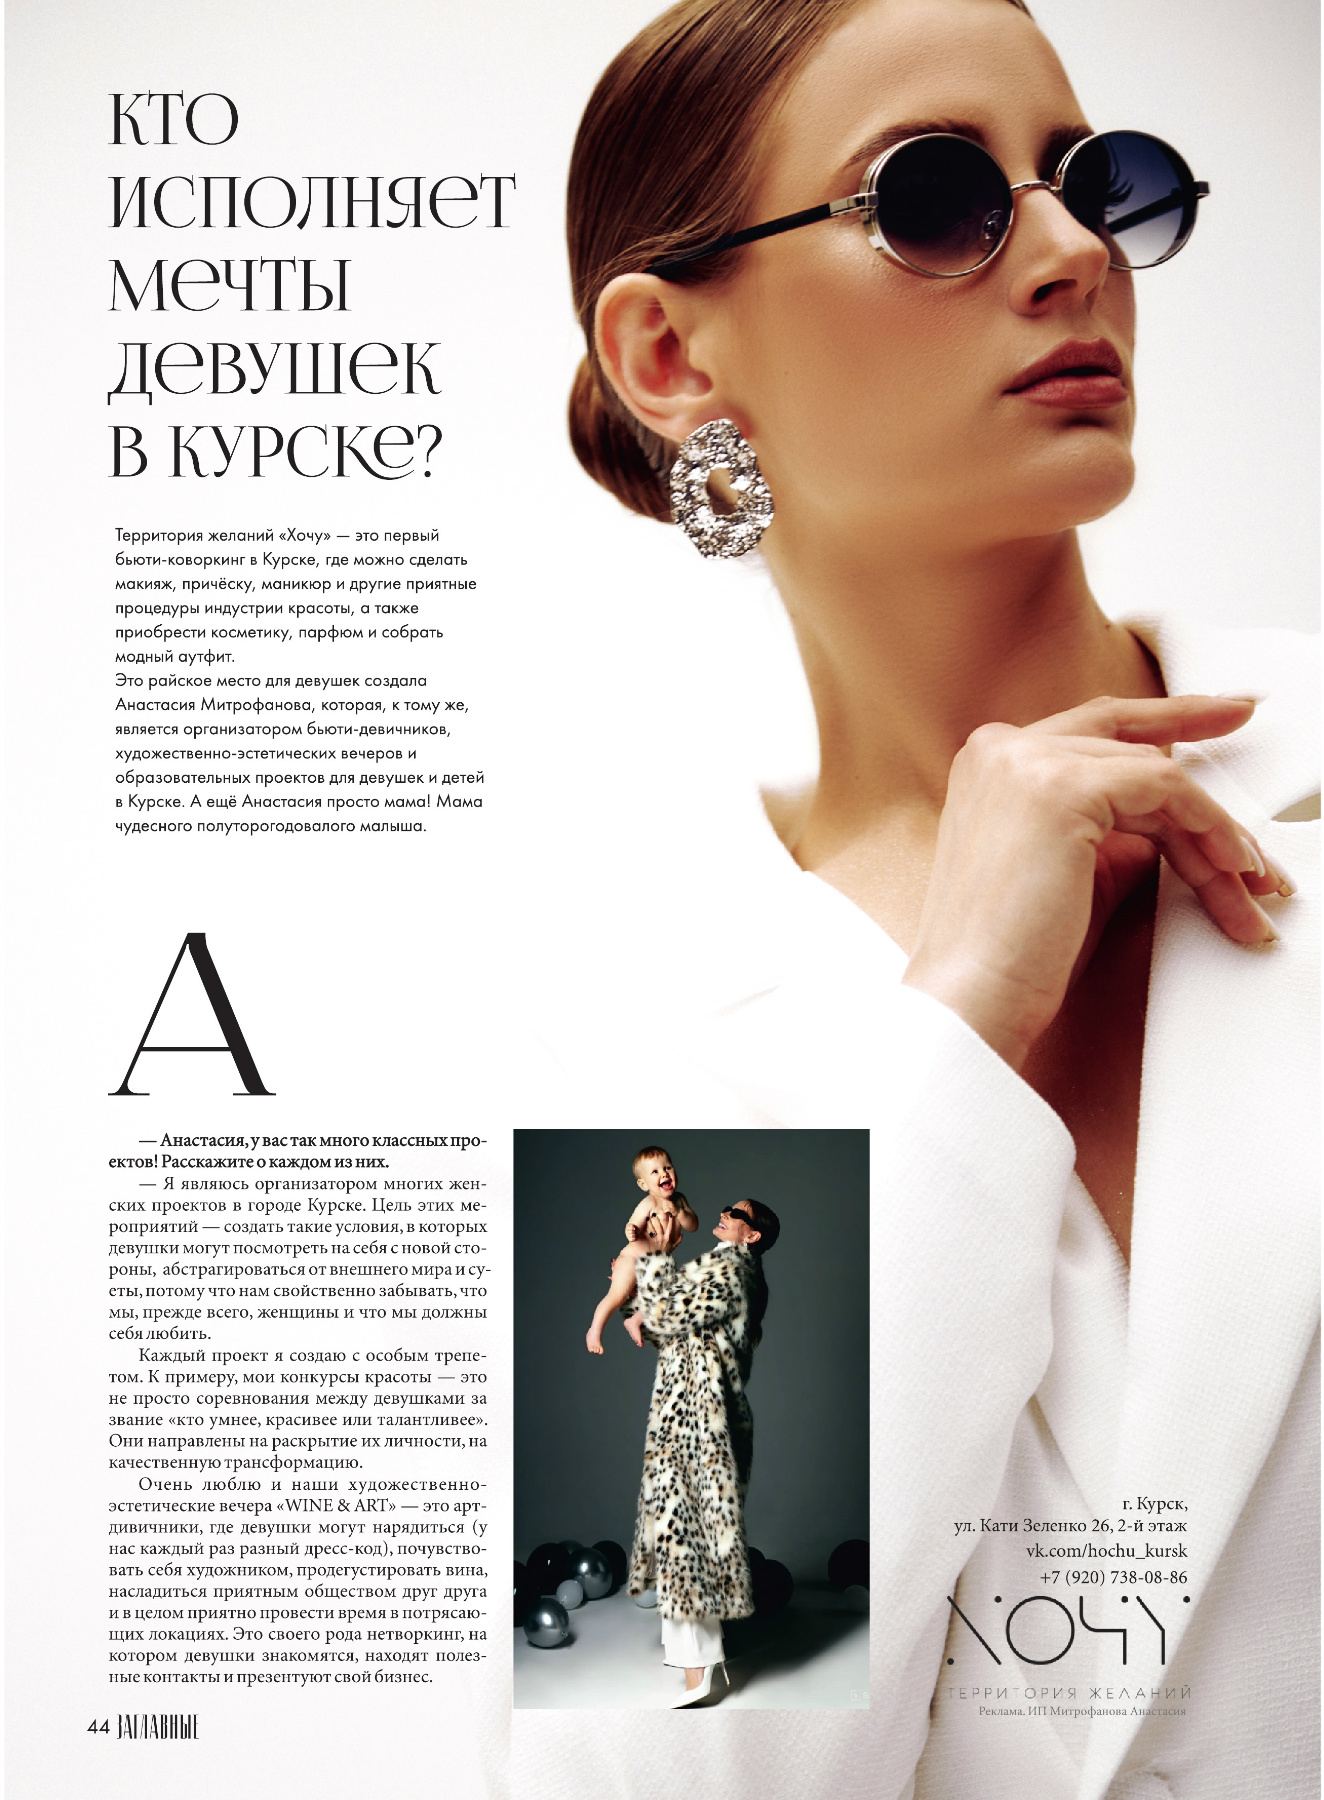 КТО
ИСПОЛНЯЕТ
МЕЧТЫ
ДЕВУШЕК
В КУРСКЕ?
Территория желаний «Хочу» — это первый
бьюти-коворкинг в Курске, где можно сделать
макияж, причёску, маникюр и другие приятные
процедуры индустрии красоты, а также
приобрести косметику, парфюм и собрать
модный аутфит.
Это райское место для девушек создала
Анастасия Митрофанова, которая, к тому же,
является организатором бьюти-девичников,
художественно-эстетических вечеров и
образовательных проектов для девушек и детей
в Курске. А ещё Анастасия просто мама! Мама
чудесного полуторогодовалого малыша.
А
— Анастасия, у вас так много классных про-
ектов! Расскажите о каждом из них.
— Я являюсь организатором многих жен-
ских проектов в городе Курске. Цель этих ме-
роприятий — создать такие условия, в которых
девушки могут посмотреть на себя с новой сто-
роны, абстрагироваться от внешнего мира и су-
еты, потому что нам свойственно забывать, что
мы, прежде всего, женщины и что мы должны
себя любить.
Каждый проект я создаю с особым трепе-
том. К примеру, мои конкурсы красоты — это
не просто соревнования между девушками за
звание «кто умнее, красивее или талантливее».
Они направлены на раскрытие их личности, на
качественную трансформацию.
Очень люблю и наши художественно-
эстетические вечера «WINE & ART» — это арт-
дивичники, где девушки могут нарядиться (у
нас каждый раз разный дресс-код), почувство-
вать себя художником, продегустировать вина,
насладиться приятным обществом друг друга
и в целом приятно провести время в потрясаю-
щих локациях. Это своего рода нетворкинг, на
котором девушки знакомятся, находят полез-
ные контакты и презентуют свой бизнес.
г. Курск,
ул. Кати Зеленко 26, 2-й этаж
vk.com/hochu_kursk
+7 (920) 738-08-86
ХОЧУ
ТЕРРИТОРИЯ ЖЕЛАНИЙ
Реклама. ИП Митрофанова Анастасия
44 ЗАГЛАВНЫЕ